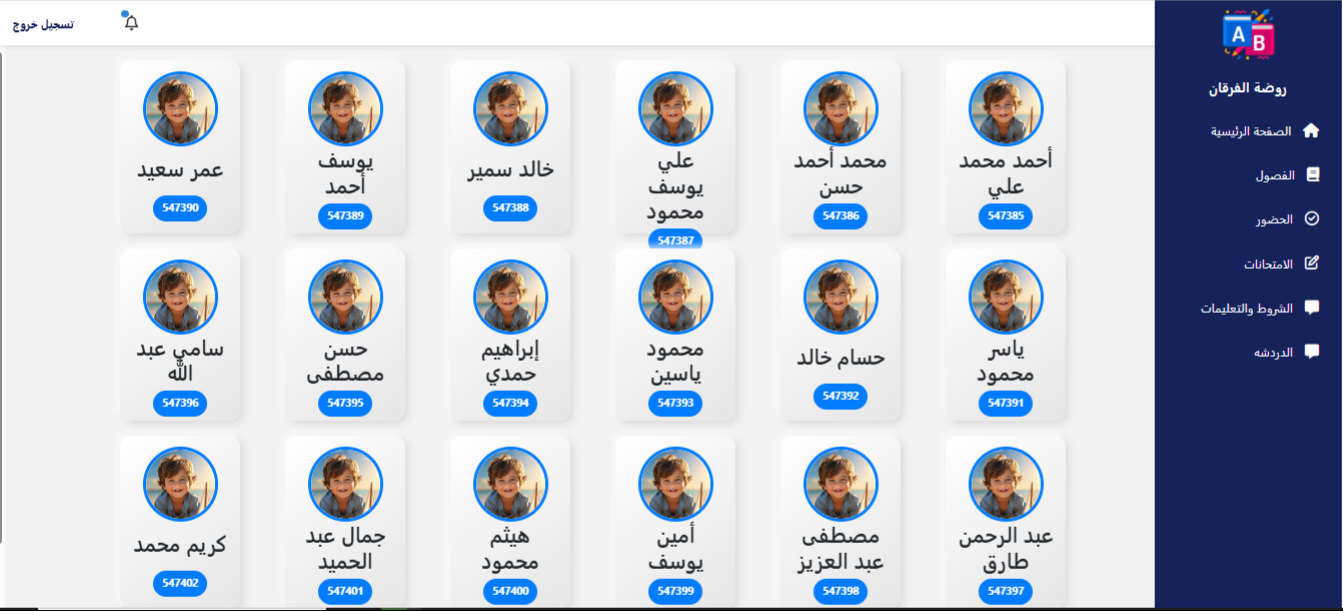 A
B
روضة الفرقان
الصفحة الرئيسية
الفصول
الحضور
الامتحانات
الشروط والتعليمات
الدردشه
تسجيل خروج
أحمد محمد
علي
547385
محمد أحمد
حسن
547386
علي
يوسف
محمود
547387
خالد سمير
547388
يوسف
أحمد
547389
عمر سعيد
547390
ياسر
محمود
547391
حسام خالد
547392
محمود
ياسين
547393
إبراهيم
حمدي
547394
حسن
مصطفى
547395
سامي عبد
الله
547396
عبد الرحمن
طارق
547397
مصطفى
عبد العزيز
547398
أمين
يوسف
547399
هيثم
محمود
547400
جمال عبد
الحميد
547401
كريم محمد
547402